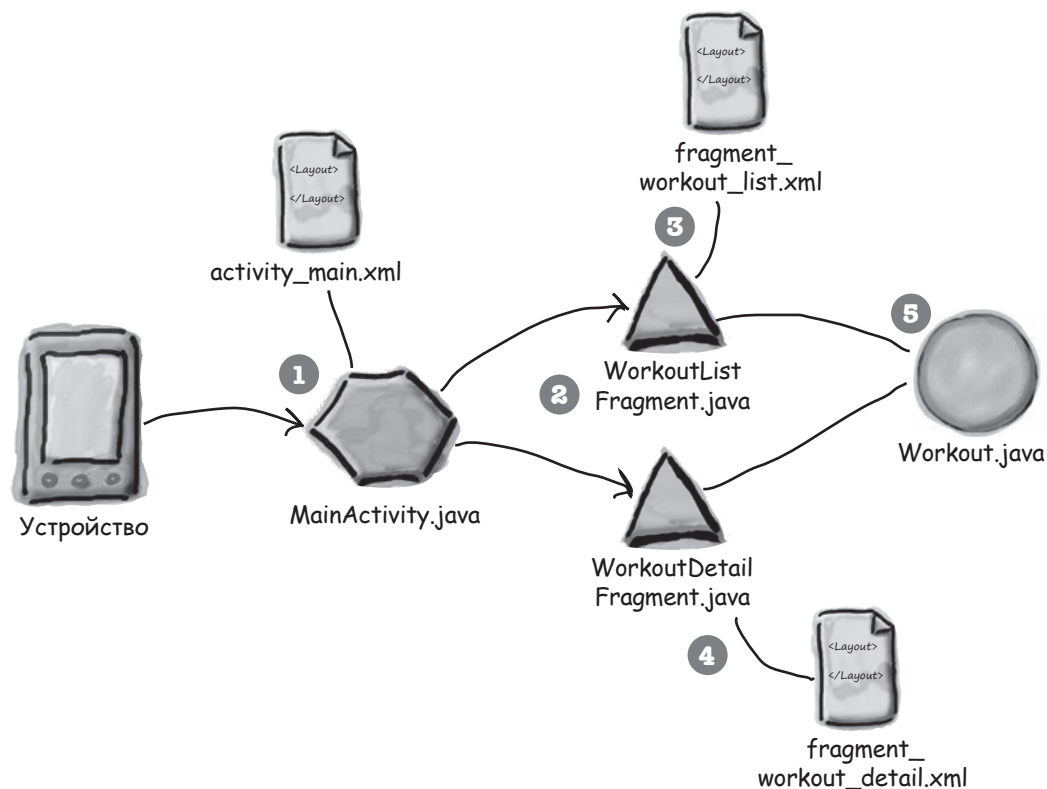 <Layout>
</Layout>
fragment_
workout_list.xml
<Layout>
</Layout>
activity_main.xml
3
5
1
2
WorkoutList
Fragment.java
Workout.java
Устройство
MainActivity.java
WorkoutDetail
Fragment.java
4
<Layout>
</Layout>
fragment_
workout_detail.xml